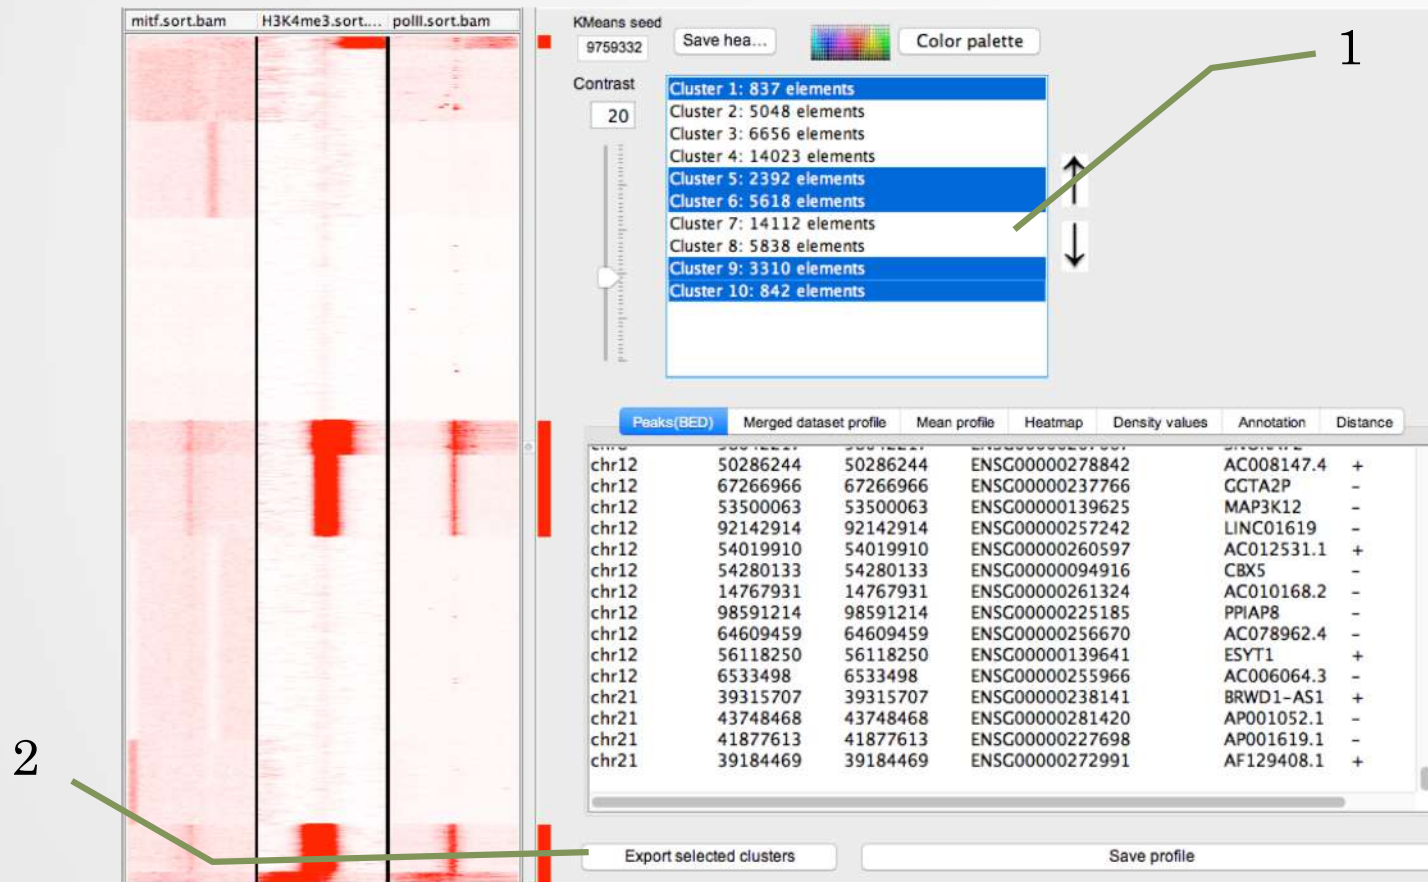 mitf.sort.bam H3K4me3.sort.... polII.sort.bam
KMeans seed
9759332
Save hea...
Color palette
1
Contrast
20
Cluster 1: 837 elements
Cluster 2: 5048 elements
Cluster 3: 6656 elements
Cluster 4: 14023 elements
Cluster 5: 2392 elements
Cluster 6: 5618 elements
Cluster 7: 14112 elements
Cluster 8: 5838 elements
Cluster 9: 3310 elements
Cluster 10: 842 elements
↑
↓
Peaks(BED) Merged dataset profile Mean profile Heatmap Density values Annotation Distance
chr12 50286244 50286244 ENSG00000278842 AC008147.4 +
chr12 67266966 67266966 ENSG00000237766 GGTA2P -
chr12 53500063 53500063 ENSG00000139625 MAP3K12 -
chr12 92142914 92142914 ENSG00000257242 LINC01619 -
chr12 54019910 54019910 ENSG00000260597 AC012531.1 +
chr12 54280133 54280133 ENSG00000094916 CBX5 -
chr12 14767931 14767931 ENSG00000261324 AC010168.2 -
chr12 98591214 98591214 ENSG00000225185 PPIAP8 -
chr12 64609459 64609459 ENSG00000256670 AC078962.4 -
chr12 56118250 56118250 ENSG00000139641 ESYT1 +
chr12 6533498 6533498 ENSG00000255966 AC006064.3 -
chr21 39315707 39315707 ENSG00000238141 BRWD1-AS1 +
chr21 43748468 43748468 ENSG00000281420 AP001052.1 -
chr21 41877613 41877613 ENSG00000227698 AP001619.1 -
chr21 39184469 39184469 ENSG00000272991 AF129408.1 +
2
Export selected clusters
Save profile